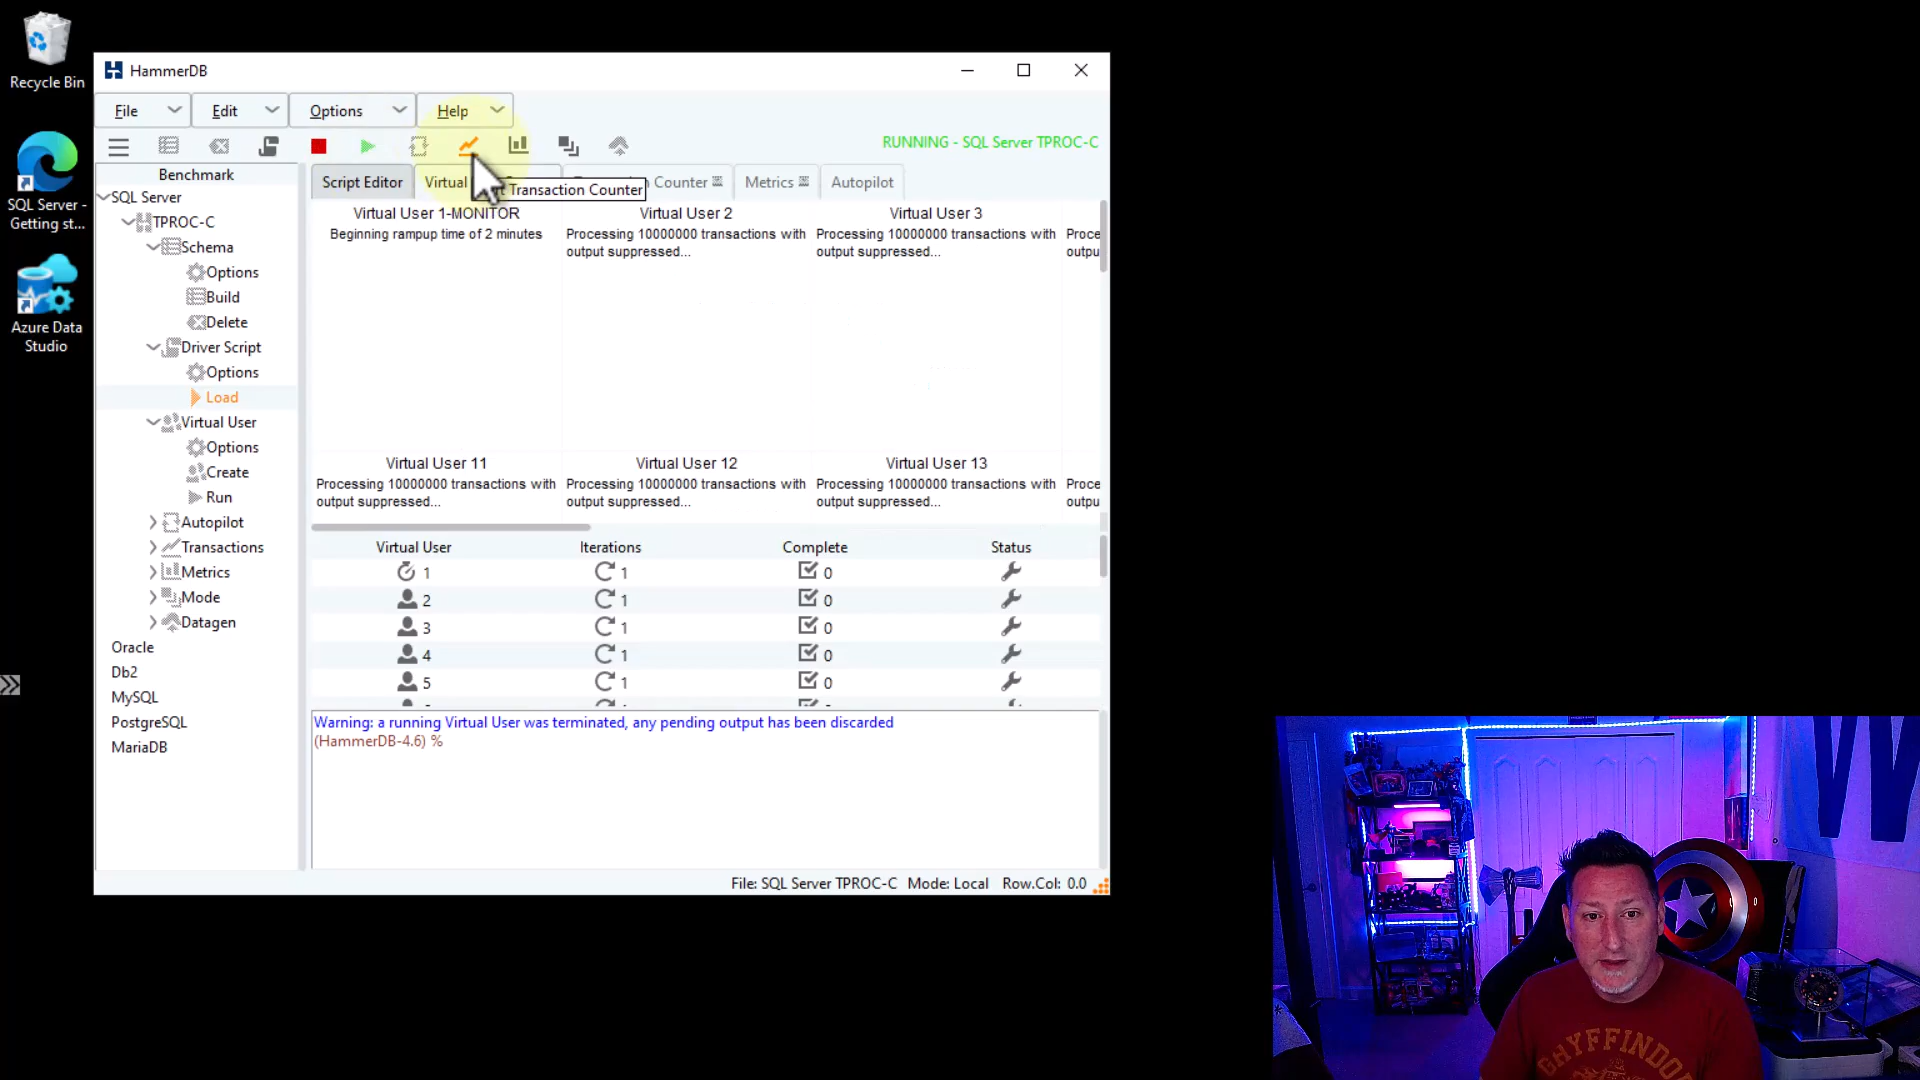 Recycle Bin
SQL Server -
Getting st...
Azure Data
Studio
HammerDB
File
Edit
Options
Help
RUNNING - SQL Server TPROC-C
Benchmark
SQL Server
TPROC-C
Schema
Options
Build
Delete
Driver Script
Options
Load
Virtual User
Options
Create
Run
Autopilot
Transactions
Metrics
Mode
Datagen
Oracle
Db2
MySQL
PostgreSQL
MariaDB
Script Editor
Virtual
Transaction Counter
Counter
Metrics
Autopilot
Virtual User 1-MONITOR
Beginning rampup time of 2 minutes
Virtual User 2
Processing 10000000 transactions with
output suppressed...
Virtual User 3
Processing 10000000 transactions with
output suppressed...
Virtual User 11
Processing 10000000 transactions with
output suppressed...
Virtual User 12
Processing 10000000 transactions with
output suppressed...
Virtual User 13
Processing 10000000 transactions with
output suppressed...
Virtual User Iterations Complete Status
1 1 0
2 1 0
3 1 0
4 1 0
5 1 0
Warning: a running Virtual User was terminated, any pending output has been discarded
(HammerDB-4.6) %
File: SQL Server TPROC-C Mode: Local Row.Col: 0.0
GRYFFINDOR